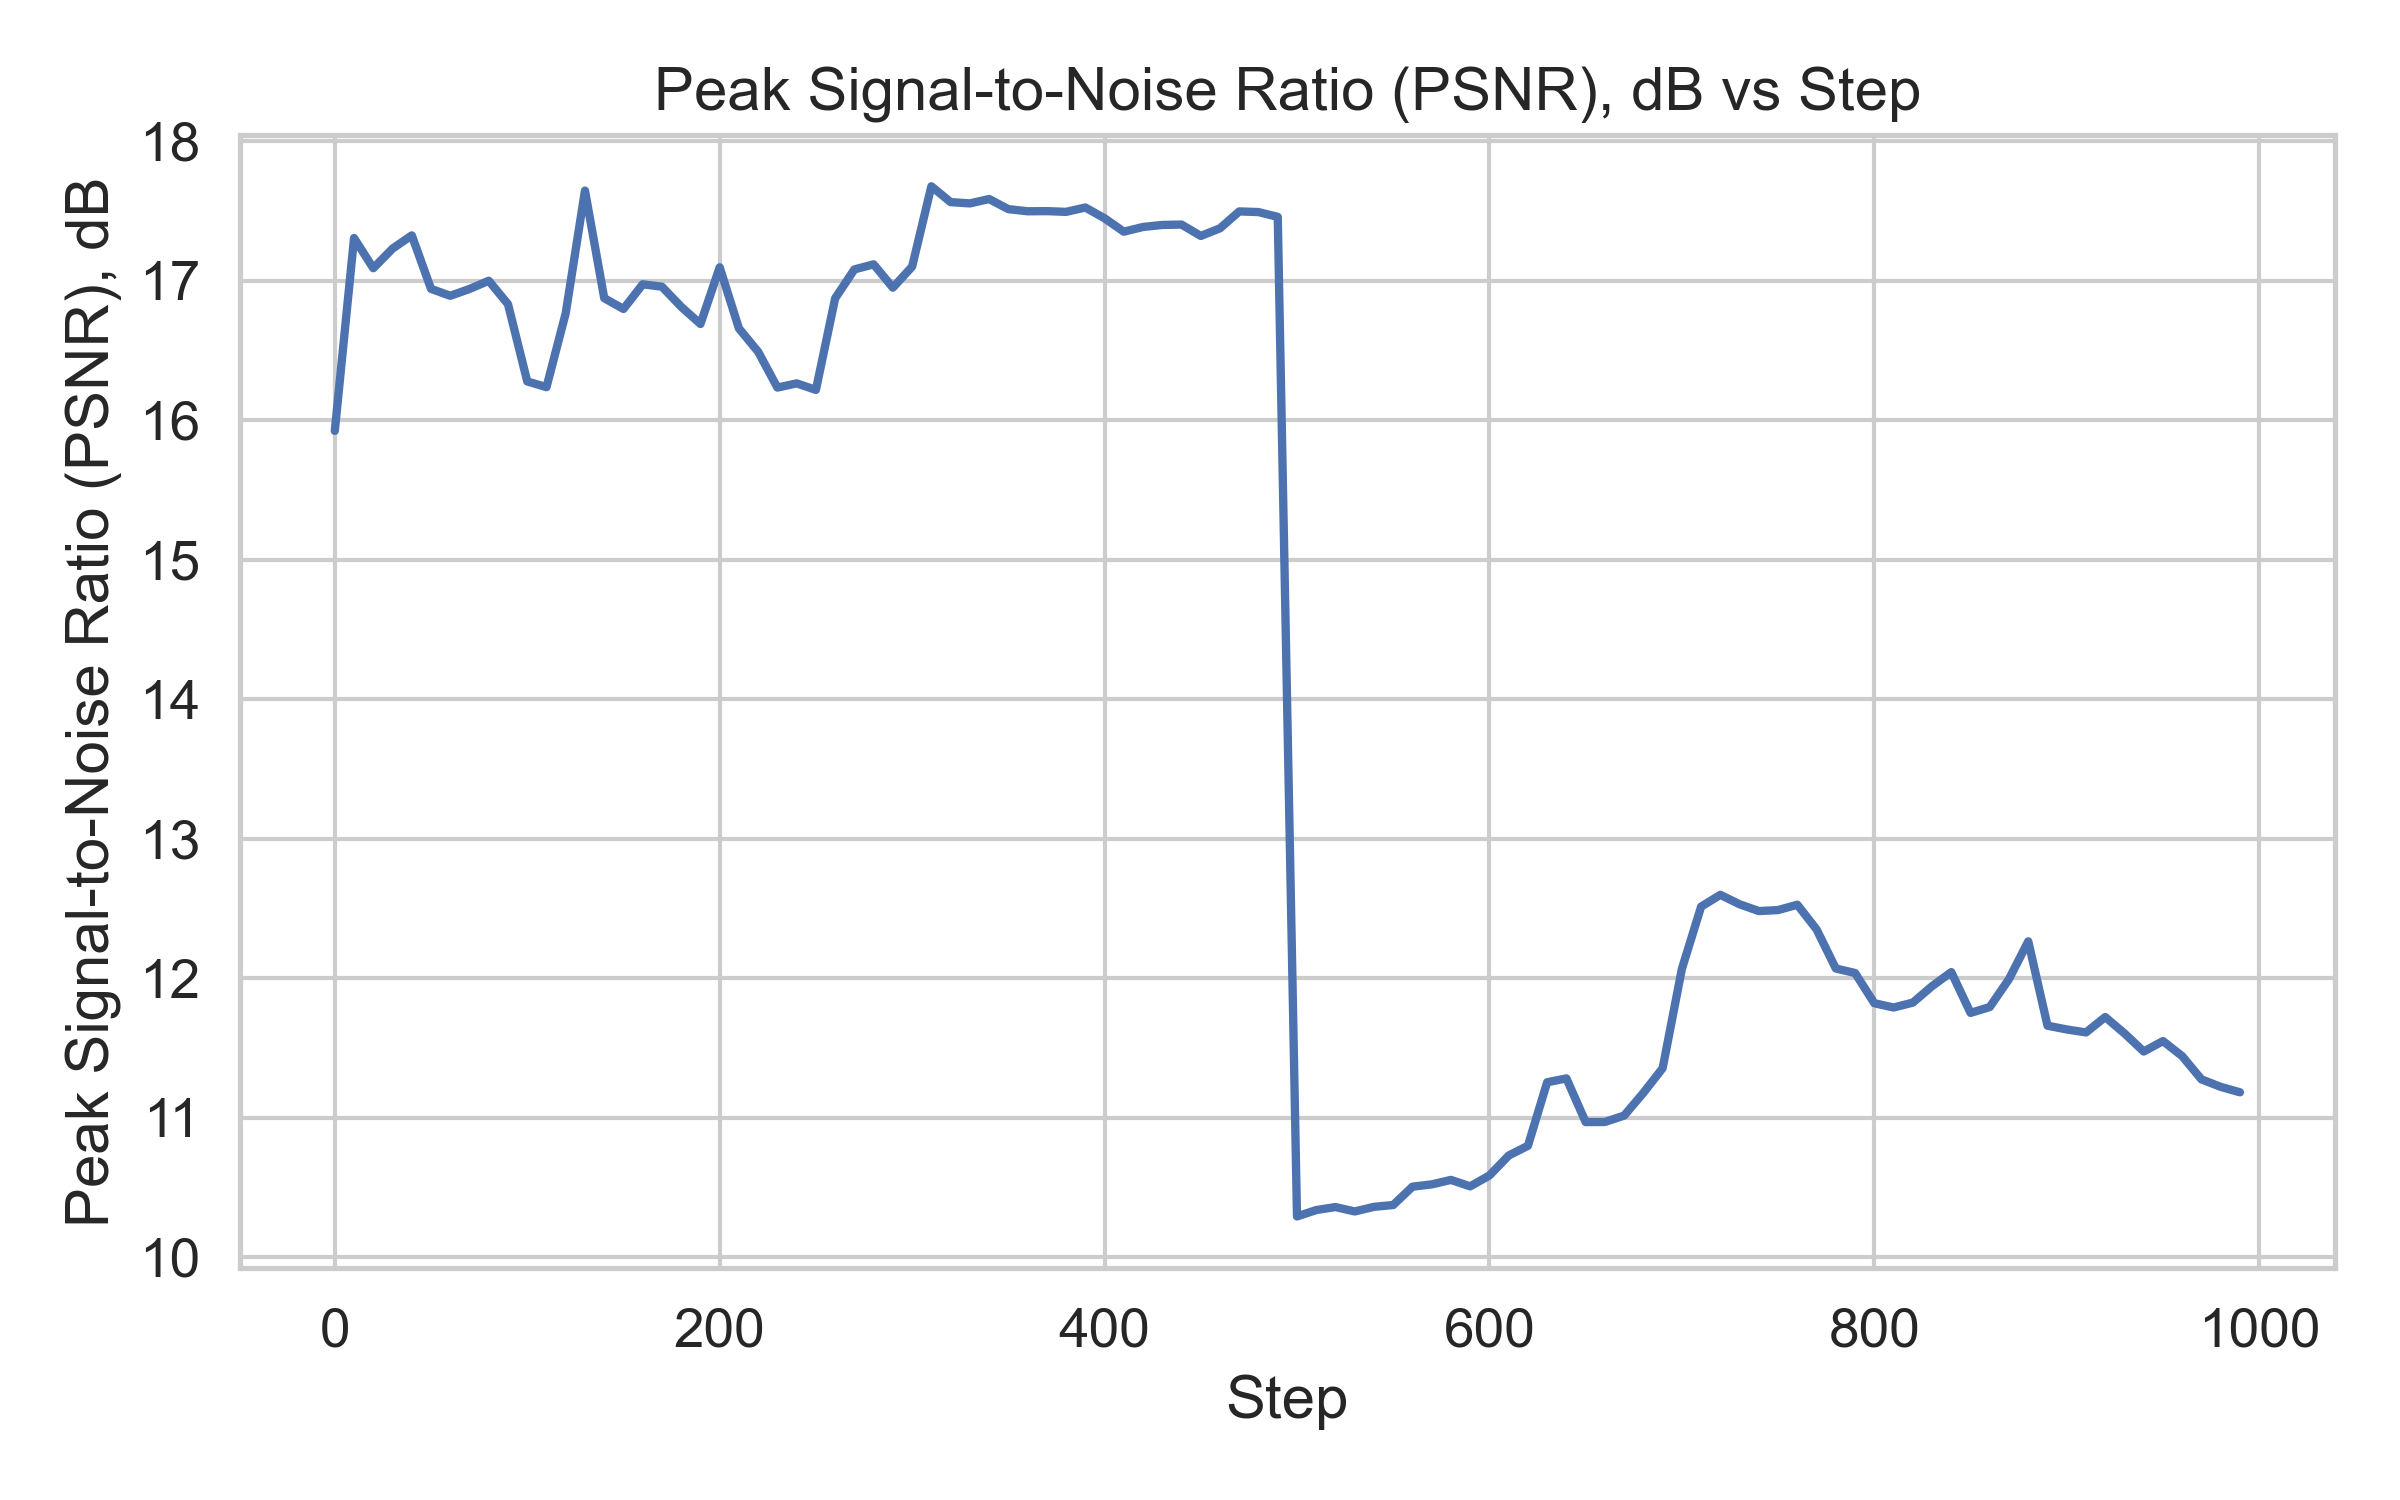 Peak Signal-to-Noise Ratio (PSNR), dB vs Step
Peak Signal-to-Noise Ratio (PSNR), dB
18
17
16
15
14
13
12
11
10
0 200 400 600 800 1000
Step